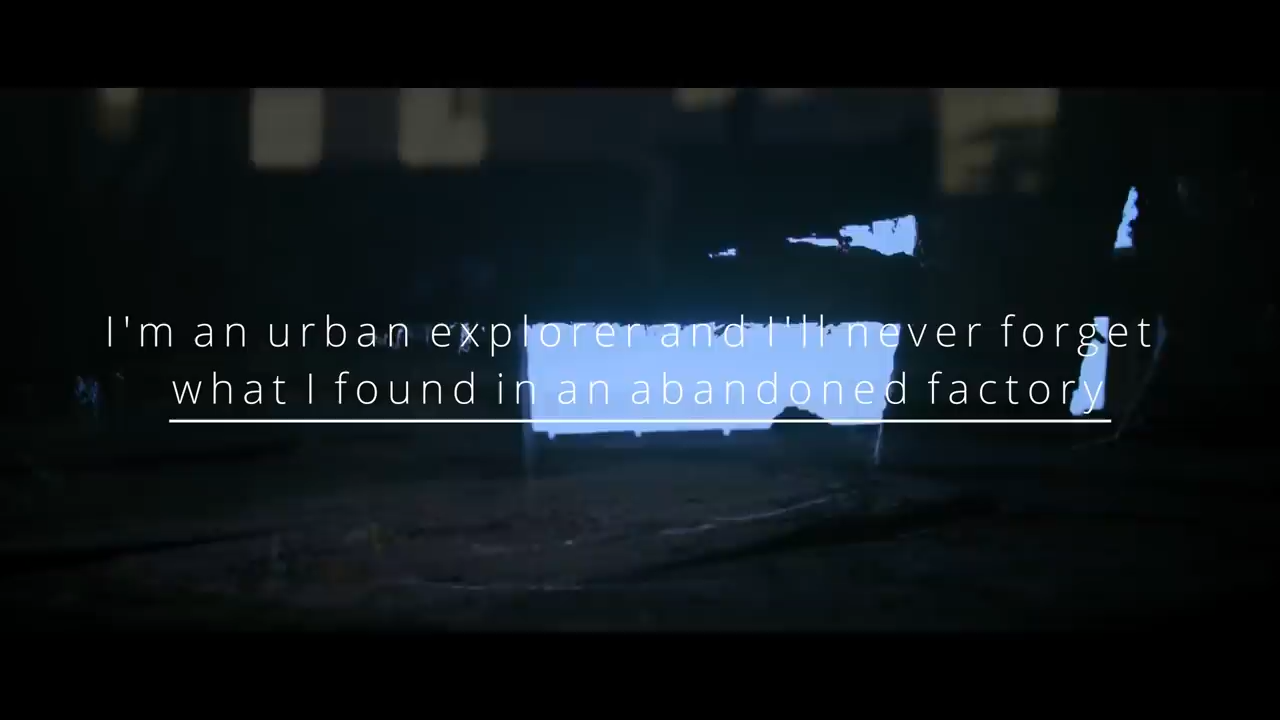 I'm an urban explorer and I'll never forget
what I found in an abandoned factory